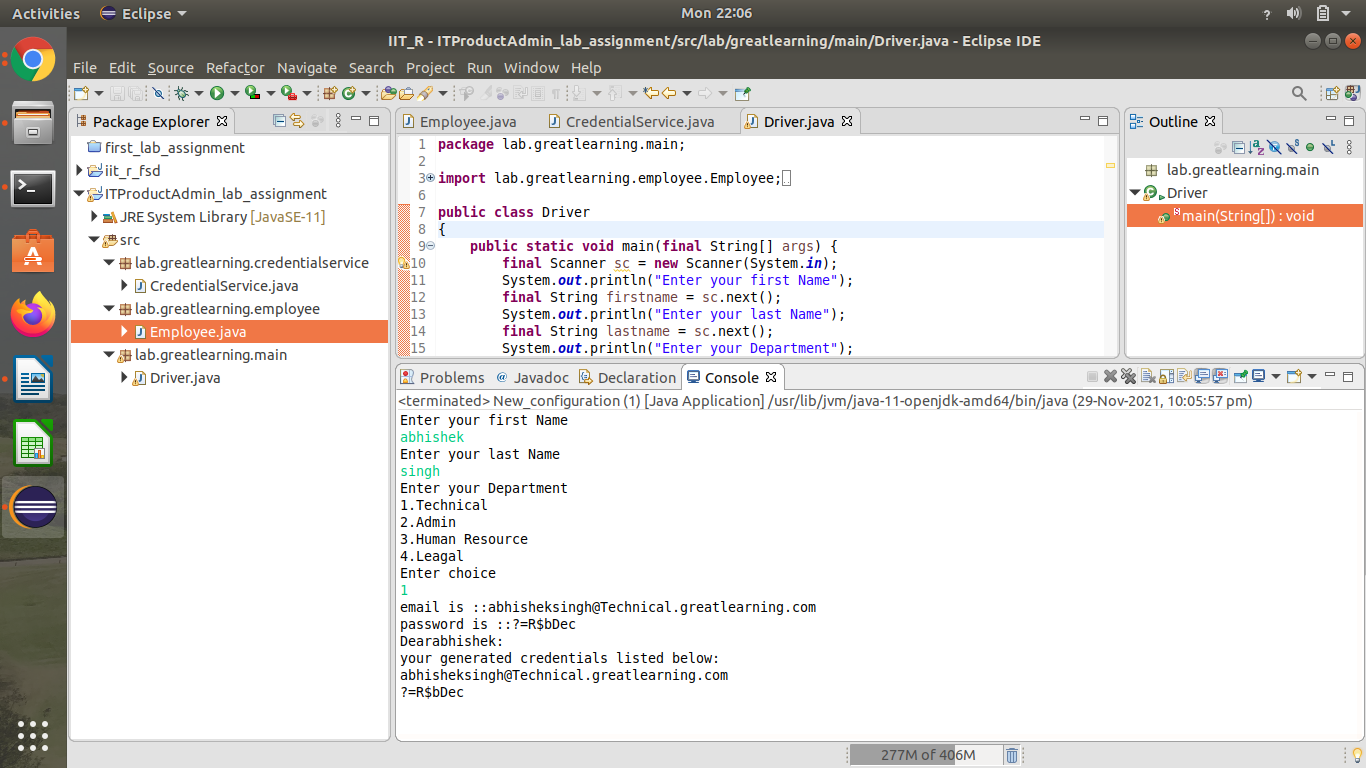 Activities Eclipse Mon 22:06 ?
IIT_R - ITProductAdmin_lab_assignment/src/lab/greatlearning/main/Driver.java - Eclipse IDE
File Edit Source Refactor Navigate Search Project Run Window Help
Package Explorer
first_lab_assignment
iit_r_fsd
ITProductAdmin_lab_assignment
JRE System Library [JavaSE-11]
src
lab.greatlearning.credentialservice
CredentialService.java
lab.greatlearning.employee
Employee.java
lab.greatlearning.main
Driver.java
Employee.java CredentialService.java Driver.java
1 package lab.greatlearning.main;
2
3 import lab.greatlearning.employee.Employee;
6
7 public class Driver
8 {
9 public static void main(final String[] args) {
10 final Scanner sc = new Scanner(System.in);
11 System.out.println("Enter your first Name");
12 final String firstname = sc.next();
13 System.out.println("Enter your last Name");
14 final String lastname = sc.next();
15 System.out.println("Enter your Department");
Outline
lab.greatlearning.main
Driver
main(String[]) : void
Problems @ Javadoc Declaration Console
<terminated> New_configuration (1) [Java Application] /usr/lib/jvm/java-11-openjdk-amd64/bin/java (29-Nov-2021, 10:05:57 pm)
Enter your first Name
abhishek
Enter your last Name
singh
Enter your Department
1.Technical
2.Admin
3.Human Resource
4.Leagal
Enter choice
1
email is ::abhisheksingh@Technical.greatlearning.com
password is ::?=R$bDec
Dearabhishek:
your generated credentials listed below:
abhisheksingh@Technical.greatlearning.com
?=R$bDec
277M of 406M